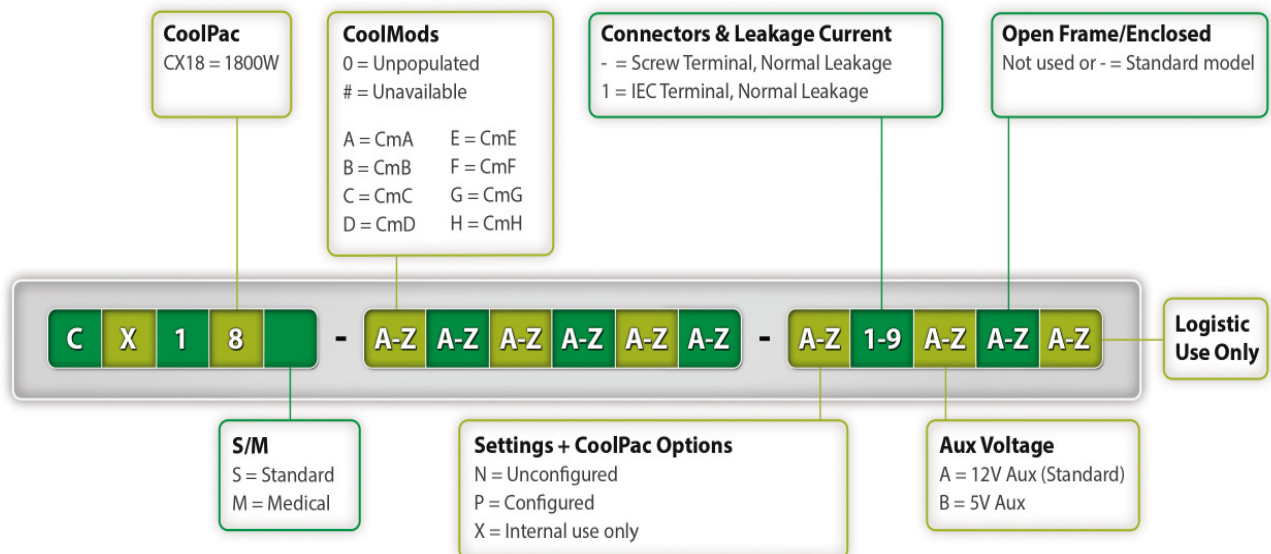 CoolPac
CX18 = 1800W
CoolMods
0 = Unpopulated
# = Unavailable
A = CmA E = CmE
B = CmB F = CmF
C = CmC G = CmG
D = CmD H = CmH
Connectors & Leakage Current
- = Screw Terminal, Normal Leakage
1 = IEC Terminal, Normal Leakage
Open Frame/Enclosed
Not used or - = Standard model
C X 1 8 - A-Z A-Z A-Z A-Z A-Z A-Z - A-Z 1-9 A-Z A-Z A-Z
Logistic
Use Only
S/M
S = Standard
M = Medical
Settings + CoolPac Options
N = Unconfigured
P = Configured
X = Internal use only
Aux Voltage
A = 12V Aux (Standard)
B = 5V Aux